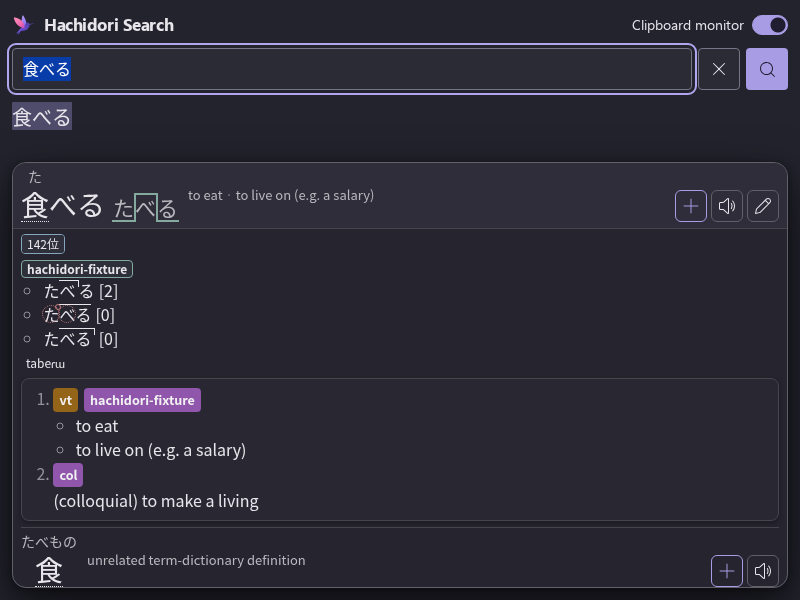 Hachidori Search
Clipboard monitor
食べる
食べる
た
食べる たべる to eat · to live on (e.g. a salary)
142位
hachidori-fixture
たべる [2]
たべる [0]
たべる [0]
taberɯ
1. vt hachidori-fixture
to eat
to live on (e.g. a salary)
2. col
(colloquial) to make a living
たべもの
食 unrelated term-dictionary definition